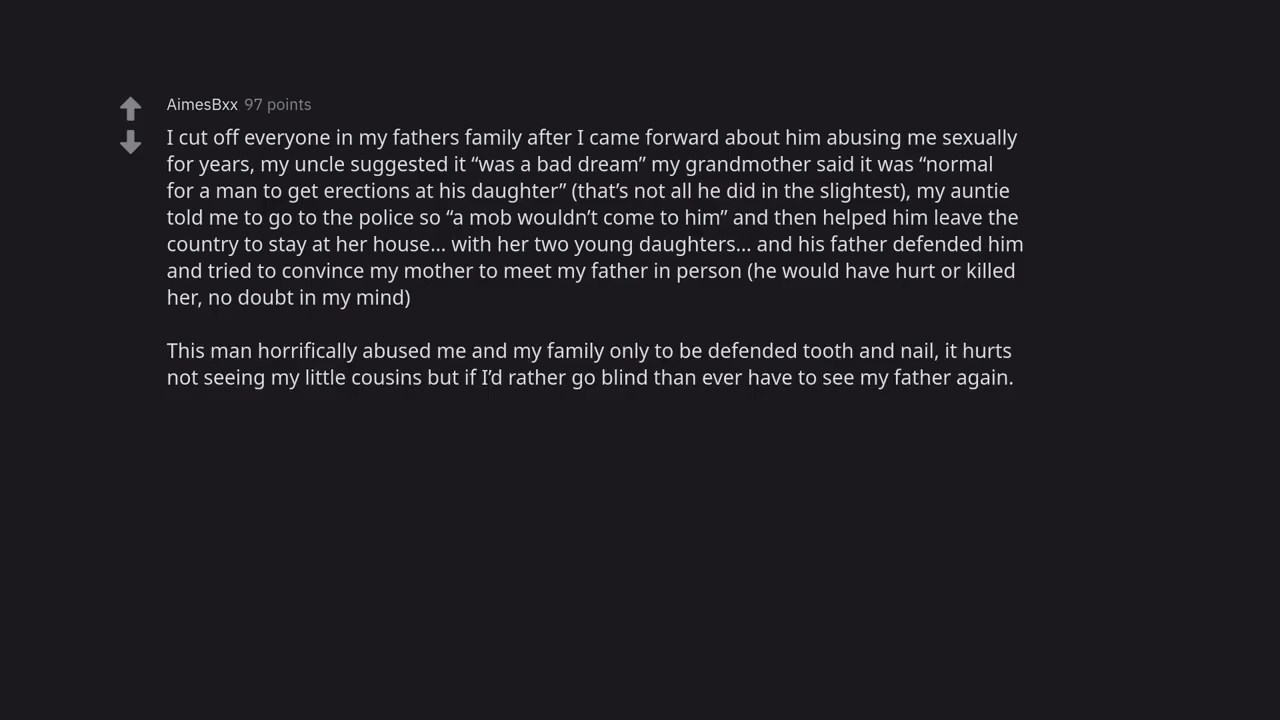 AimesBxx 97 points
I cut off everyone in my fathers family after I came forward about him abusing me sexually
for years, my uncle suggested it “was a bad dream” my grandmother said it was “normal
for a man to get erections at his daughter” (that’s not all he did in the slightest), my auntie
told me to go to the police so “a mob wouldn’t come to him” and then helped him leave the
country to stay at her house... with her two young daughters... and his father defended him
and tried to convince my mother to meet my father in person (he would have hurt or killed
her, no doubt in my mind)
This man horrifically abused me and my family only to be defended tooth and nail, it hurts
not seeing my little cousins but if I’d rather go blind than ever have to see my father again.